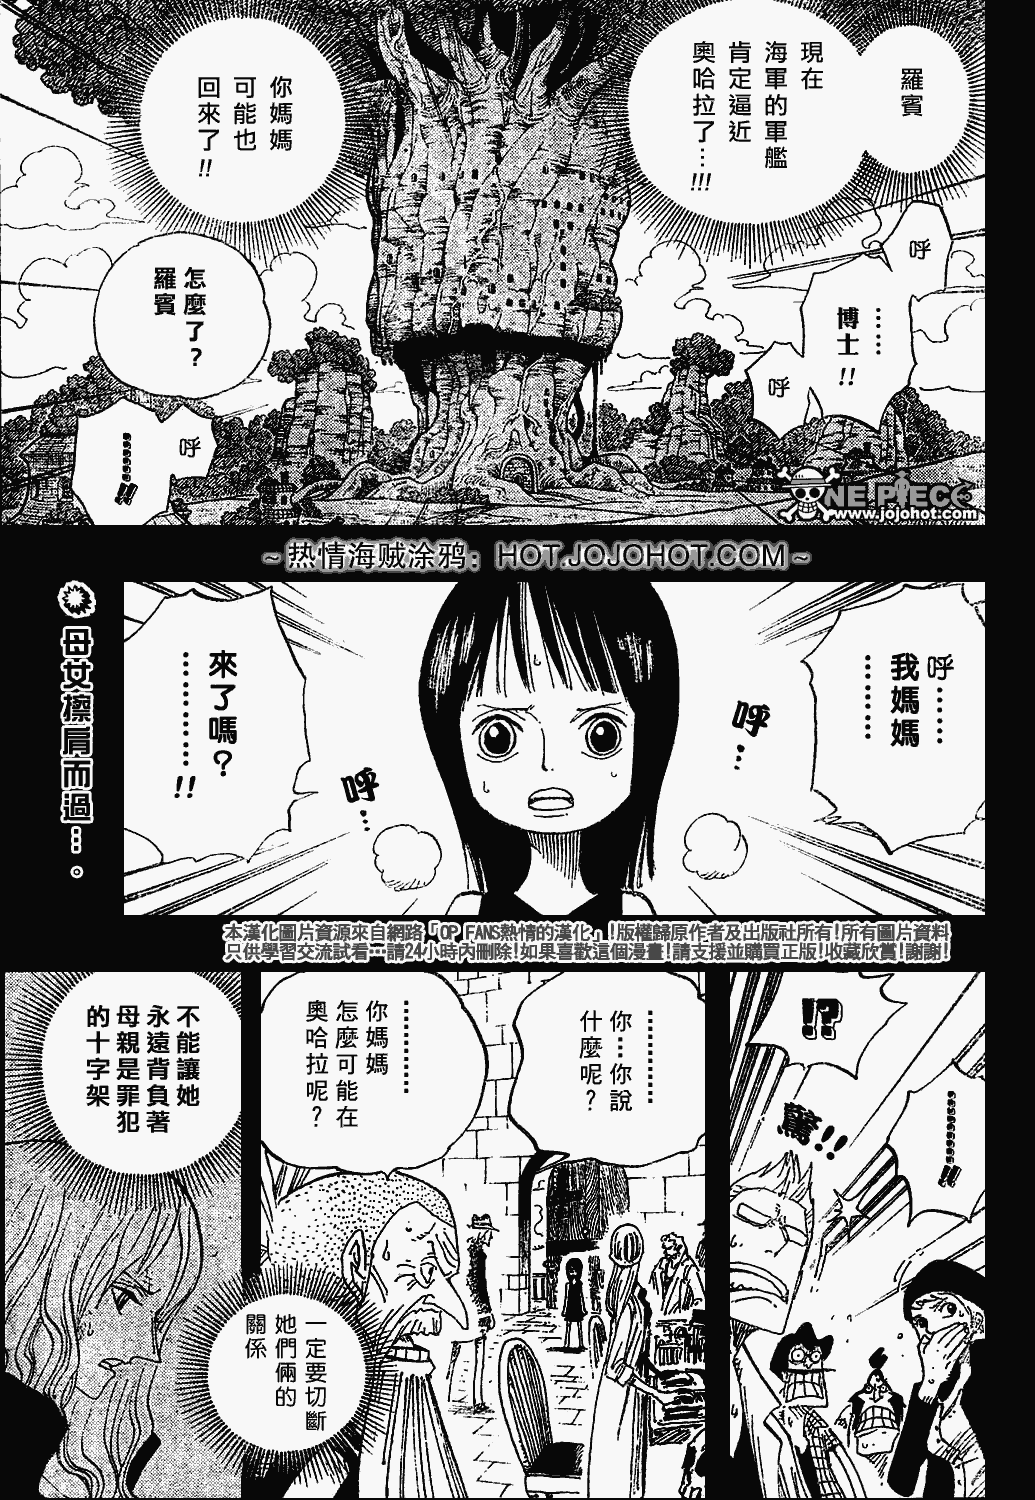 羅賓
現在
海軍的軍艦
肯定逼近
奧哈拉了…!!!
你媽媽
可能也
回來了!!
呼
……
博士!!
呼
怎麼了?
羅賓
呼
………!!
ONE PIECE
www.jojohot.com
~热情海贼涂鸦：HOT.JOJOHOT.COM~
母女擦肩而過…。
呼……
我媽媽
………
呼…
呼…
來了嗎?
………!!
本漢化圖片資源來自網路「OP FANS熱情的漢化」!版權歸原作者及出版社所有!所有圖片資料
只供學習交流試看…請24小時內刪除!如果喜歡這個漫畫!請支援並購買正版!收藏欣賞!謝謝!
!?
………!!
驚!!
………
你…你說
什麼呢?
………
你媽媽
怎麼可能在
奧哈拉呢?
一定要切斷
她們倆的
關係
不能讓她
永遠背負著
母親是罪犯
的十字架